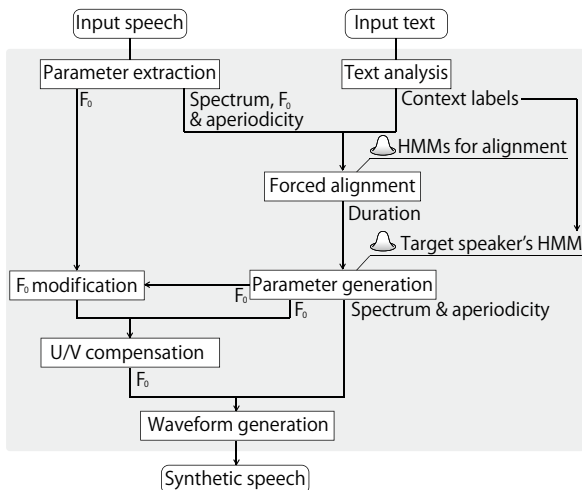 Input speech
Input text
Parameter extraction
Text analysis
F₀
Spectrum, F₀
& aperiodicity
Context labels
HMMs for alignment
Forced alignment
Duration
Target speaker's HMM
F₀ modification
F₀
Parameter generation
F₀
Spectrum & aperiodicity
U/V compensation
F₀
Waveform generation
Synthetic speech